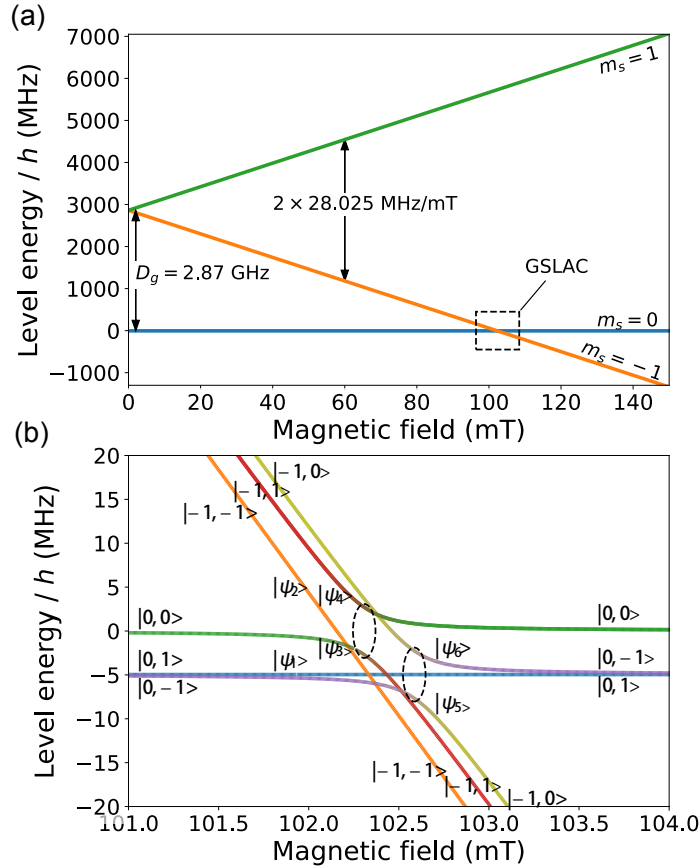 (a)
7000
6000
5000
4000
3000
2000
1000
0
−1000
Level energy / h (MHz)
m_s = 1
2 × 28.025 MHz/mT
GSLAC
D_g = 2.87 GHz
m_s = 0
m_s = −1
0 20 40 60 80 100 120 140
Magnetic field (mT)
(b)
20
15
10
5
0
−5
−10
−15
−20
Level energy / h (MHz)
|−1, 0>
|−1, 1>
|−1, −1>
|ψ2>
|ψ4>
|0, 0>
|0, 0>
|ψ3>
|ψ6>
|0, 1>
|ψ1>
|0, −1>
|0, −1>
|0, 1>
|ψ5>
|−1, −1>
|−1, 1>
|−1, 0>
101.0 101.5 102.0 102.5 103.0 103.5 104.0
Magnetic field (mT)